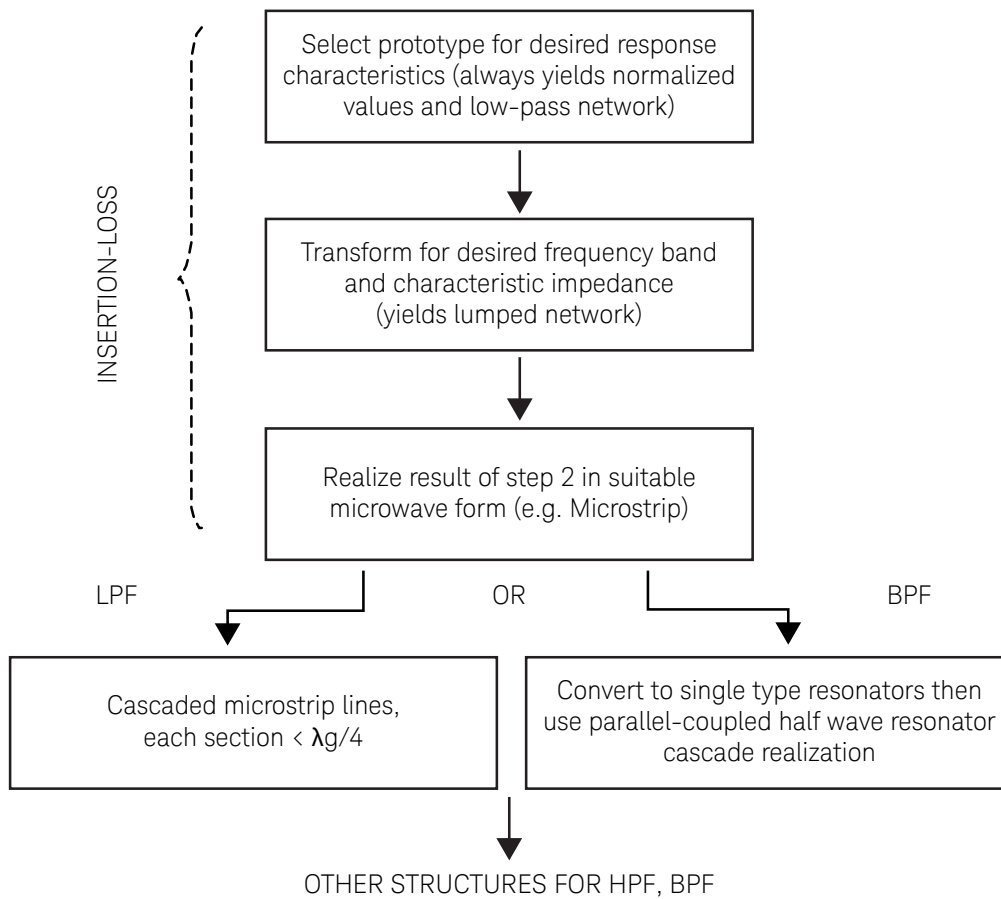 Select prototype for desired response
characteristics (always yields normalized
values and low-pass network)
INSERTION-LOSS
Transform for desired frequency band
and characteristic impedance
(yields lumped network)
Realize result of step 2 in suitable
microwave form (e.g. Microstrip)
LPF
OR
BPF
Cascaded microstrip lines,
each section < λg/4
Convert to single type resonators then
use parallel-coupled half wave resonator
cascade realization
OTHER STRUCTURES FOR HPF, BPF